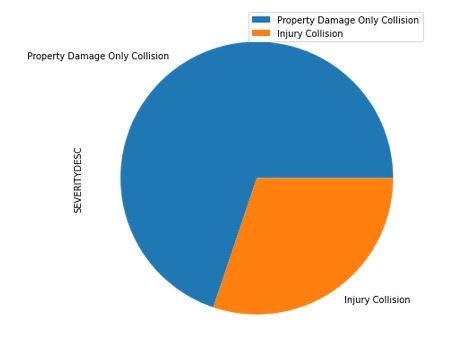 Property Damage Only Collision
Injury Collision
Property Damage Only Collision
SEVERITYDESC
Injury Collision